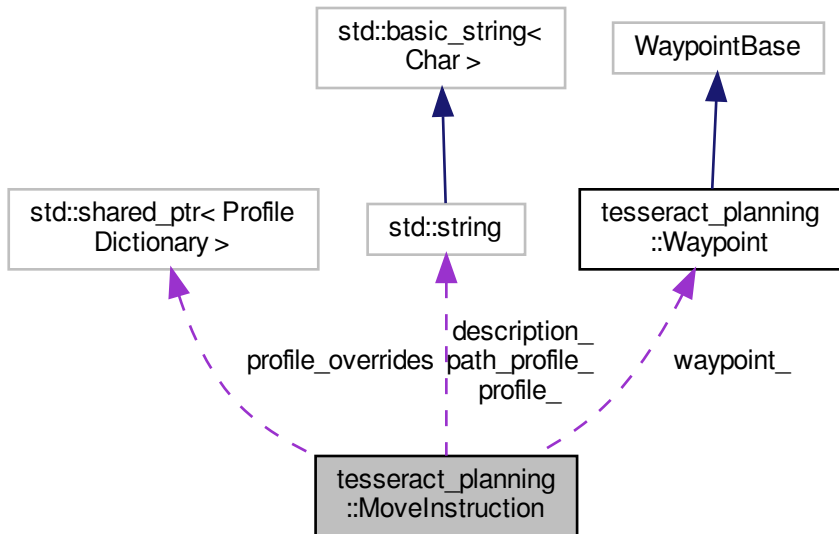 std::basic_string<
Char >
WaypointBase
std::shared_ptr< Profile
Dictionary >
std::string
tesseract_planning
::Waypoint
profile_overrides
description_
path_profile_
profile_
waypoint_
tesseract_planning
::MoveInstruction